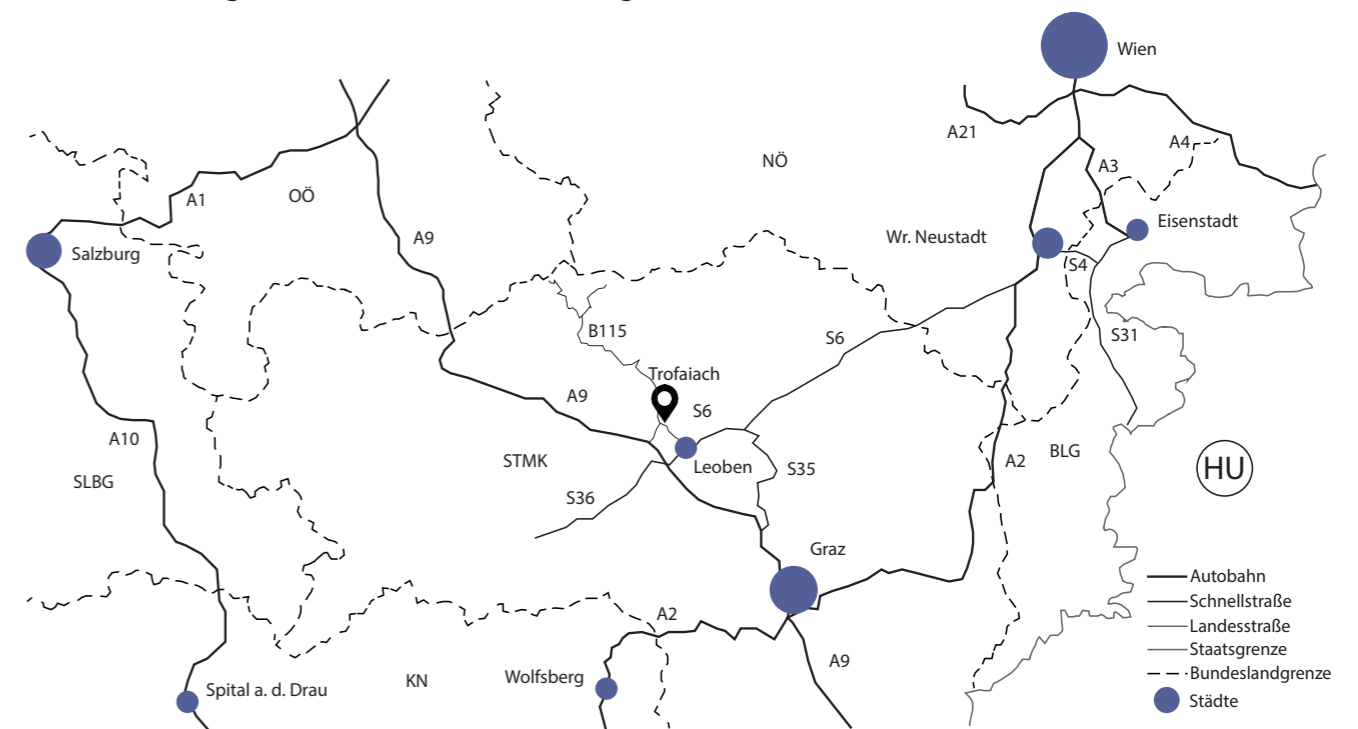 Wien
A21
A4
NÖ
A3
A1
OÖ
Eisenstadt
A9
Wr. Neustadt
Salzburg
S4
B115
S6
S31
Trofaiach
A9
S6
A10
STMK
Leoben
S35
A2
BLG
HU
SLBG
S36
Graz
Autobahn
Schnellstraße
Landesstraße
A2
Staatsgrenze
A9
Wolfsberg
KN
Bundeslandgrenze
Spital a. d. Drau
Städte